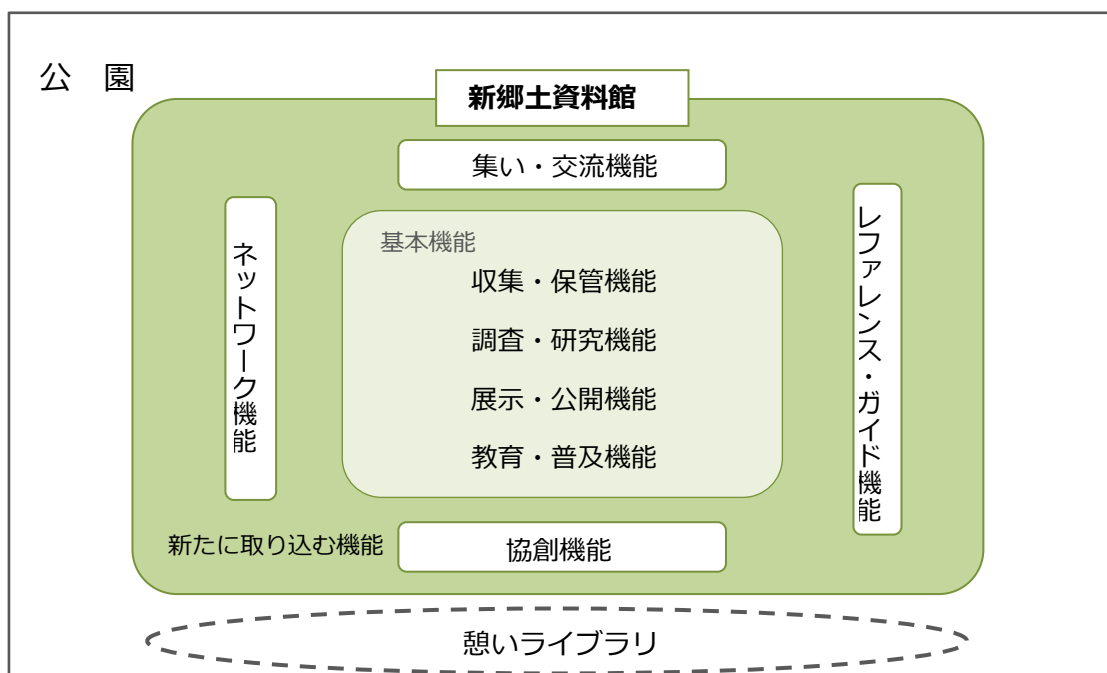 公　園
新郷土資料館
集い・交流機能
ネットワーク機能
基本機能
収集・保管機能
調査・研究機能
展示・公開機能
教育・普及機能
レファレンス・ガイド機能
新たに取り込む機能
協創機能
憩いライブラリ